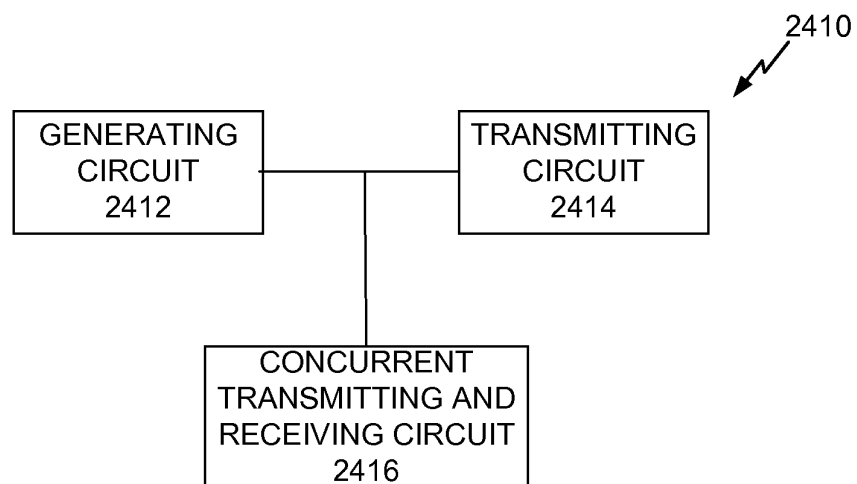 2410
GENERATING
CIRCUIT
2412
TRANSMITTING
CIRCUIT
2414
CONCURRENT
TRANSMITTING AND
RECEIVING CIRCUIT
2416